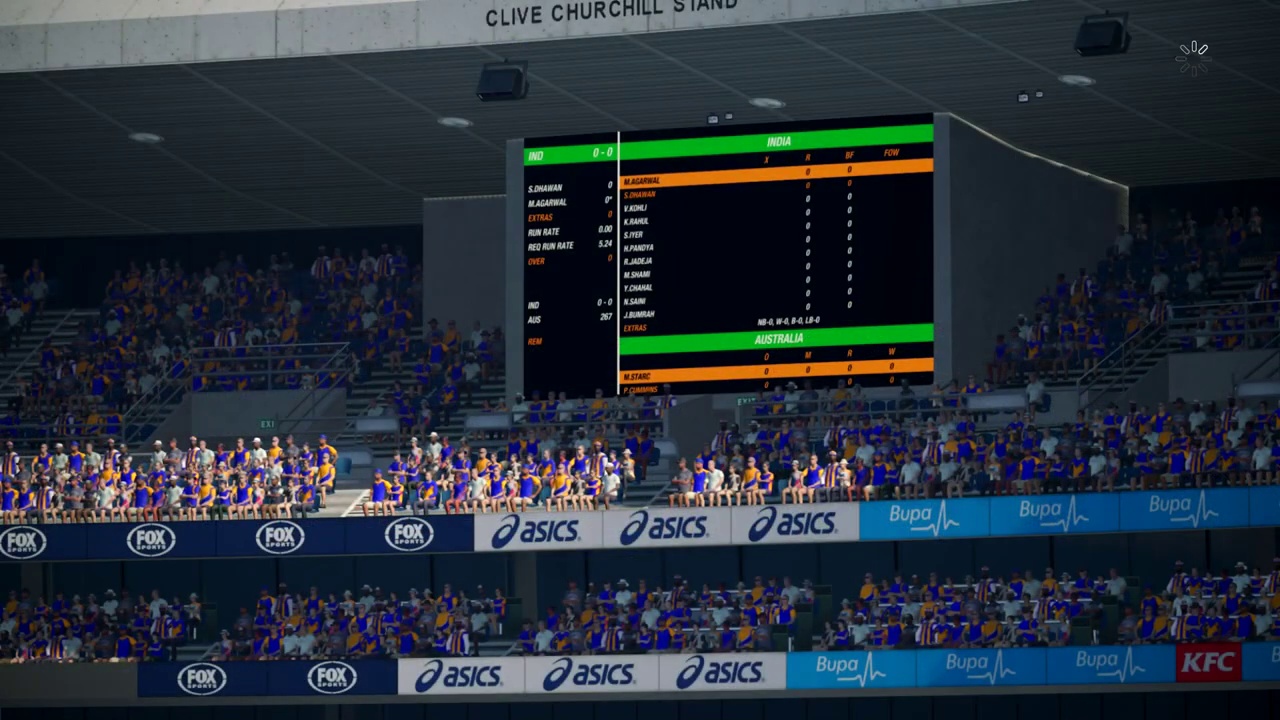 CLIVE CHURCHILL STAND
IND 0 - 0
S.DHAWAN 0
M.AGARWAL 0*
EXTRAS 0
RUN RATE 0.00
REQ RUN RATE 5.24
OVER 0
IND 0 - 0
AUS 267
REM
INDIA
X R BF FOW
M.AGARWAL 0 0
S.DHAWAN 0 0
V.KOHLI 0 0
K.RAHUL 0 0
S.IYER 0 0
H.PANDYA 0 0
R.JADEJA 0 0
M.SHAMI 0 0
Y.CHAHAL 0 0
N.SAINI 0 0
J.BUMRAH 0 0
EXTRAS NB-0, W-0, B-0, LB-0
AUSTRALIA
O M R W
M.STARC 0 0 0 0
P.CUMMINS 0 0 0 0
EXIT
EXIT
FOX SPORTS FOX SPORTS FOX SPORTS FOX SPORTS asics asics asics Bupa Bupa Bupa
FOX SPORTS FOX SPORTS asics asics asics Bupa Bupa Bupa KFC